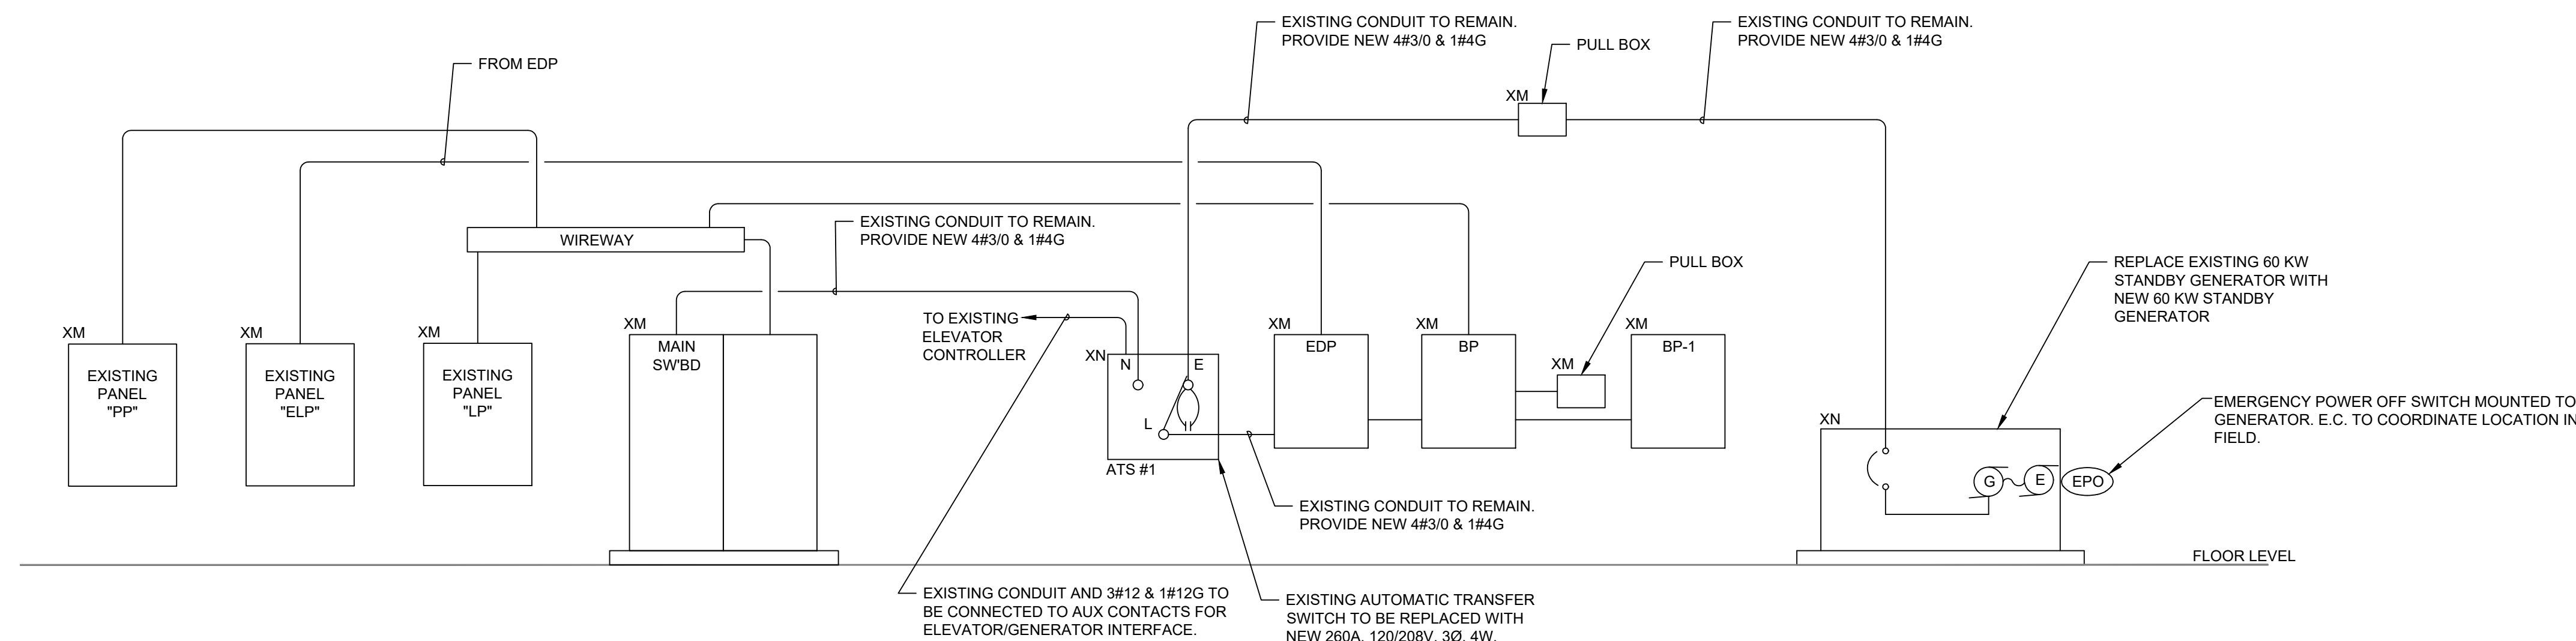 EXISTING CONDUIT TO REMAIN.
PROVIDE NEW 4#3/0 & 1#4G
PULL BOX
EXISTING CONDUIT TO REMAIN.
PROVIDE NEW 4#3/0 & 1#4G
FROM EDP
XM
EXISTING CONDUIT TO REMAIN.
PROVIDE NEW 4#3/0 & 1#4G
WIREWAY
PULL BOX
REPLACE EXISTING 60 KW
STANDBY GENERATOR WITH
NEW 60 KW STANDBY
GENERATOR
XM
EXISTING
PANEL
"PP"
XM
EXISTING
PANEL
"ELP"
XM
EXISTING
PANEL
"LP"
XM
MAIN
SW'BD
TO EXISTING
ELEVATOR
CONTROLLER
XN
N
E
L
ATS #1
XM
EDP
XM
BP
XM
XM
BP-1
XN
G
E
EPO
EMERGENCY POWER OFF SWITCH MOUNTED TO
GENERATOR. E.C. TO COORDINATE LOCATION IN
FIELD.
EXISTING CONDUIT TO REMAIN.
PROVIDE NEW 4#3/0 & 1#4G
FLOOR LEVEL
EXISTING CONDUIT AND 3#12 & 1#12G TO
BE CONNECTED TO AUX CONTACTS FOR
ELEVATOR/GENERATOR INTERFACE.
EXISTING AUTOMATIC TRANSFER
SWITCH TO BE REPLACED WITH
NEW 260A, 120/208V, 3Ø, 4W,